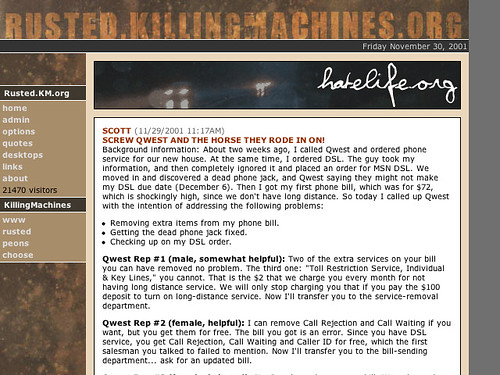 RUSTED.KILLINGMACHINES.ORG
Friday November 30, 2001
Rusted.KM.org
home
admin
options
quotes
desktops
links
about
21470 visitors
KillingMachines
www
rusted
peons
choose
hatelife.org
SCOTT (11/29/2001 11:17AM)
SCREW QWEST AND THE HORSE THEY RODE IN ON!
Background information: About two weeks ago, I called Qwest and ordered phone
service for our new house. At the same time, I ordered DSL. The guy took my
information, and then completely ignored it and placed an order for MSN DSL. We
moved in and discovered a dead phone jack, and Qwest saying they might not make
my DSL due date (December 6). Then I got my first phone bill, which was for $72,
which is shockingly high, since we don't have long distance. So today I called up Qwest
with the intention of addressing the following problems:
• Removing extra items from my phone bill.
• Getting the dead phone jack fixed.
• Checking up on my DSL order.
Qwest Rep #1 (male, somewhat helpful): Two of the extra services on your bill
you can have removed no problem. The third one: "Toll Restriction Service, Individual
& Key Lines," you cannot. That is the $2 that we charge you every month for not
having long distance service. We will only stop charging you that if you pay the $100
deposit to turn on long-distance service. Now I'll transfer you to the service-removal
department.
Qwest Rep #2 (female, helpful): I can remove Call Rejection and Call Waiting if you
want, but you get them for free. The bill you got is an error. Since you have DSL
service, you get Call Rejection, Call Waiting and Caller ID for free, which the first
salesman you talked to failed to mention. Now I'll transfer you to the bill-sending
department... ask for an updated bill.